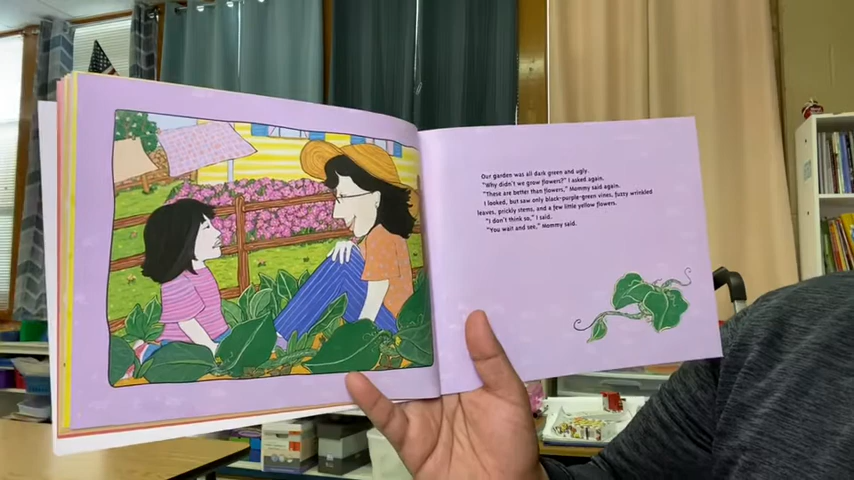 Our garden was all dark green and ugly.
"Why didn't we grow flowers?" I asked again.
"These are better than flowers," Mommy said again.
I looked, but saw only black-purple-green vines, fuzzy wrinkled
leaves, prickly stems, and a few little yellow flowers.
"I don't think so," I said.
"You wait and see," Mommy said.